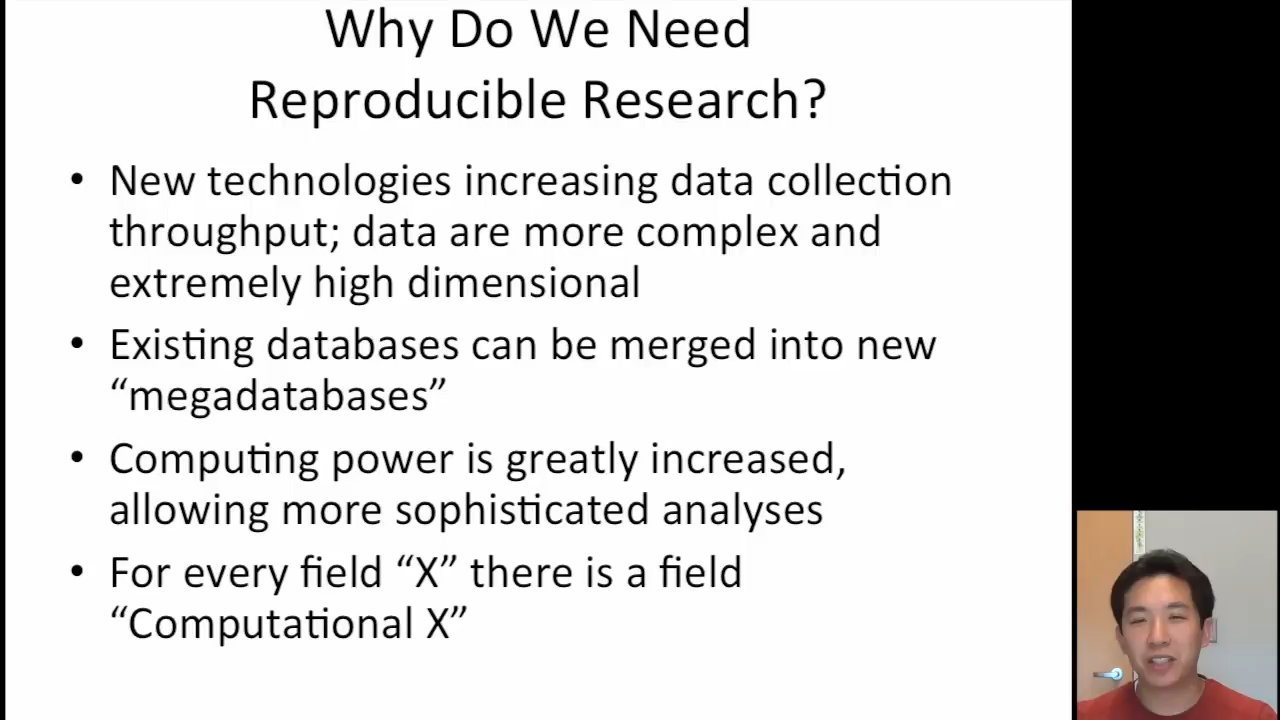 Why Do We Need
Reproducible Research?
• New technologies increasing data collection
throughput; data are more complex and
extremely high dimensional
• Existing databases can be merged into new
“megadatabases”
• Computing power is greatly increased,
allowing more sophisticated analyses
• For every field “X” there is a field
“Computational X”